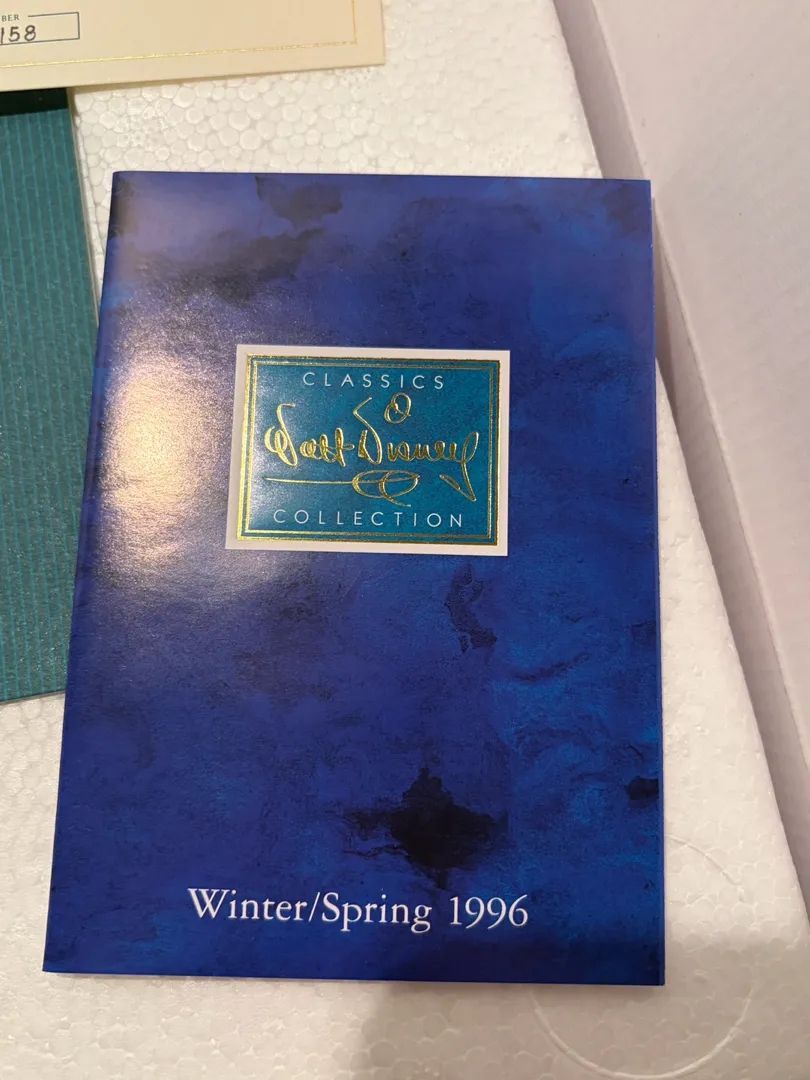 158
CLASSICS
Walt Disney
COLLECTION
Winter/Spring 1996